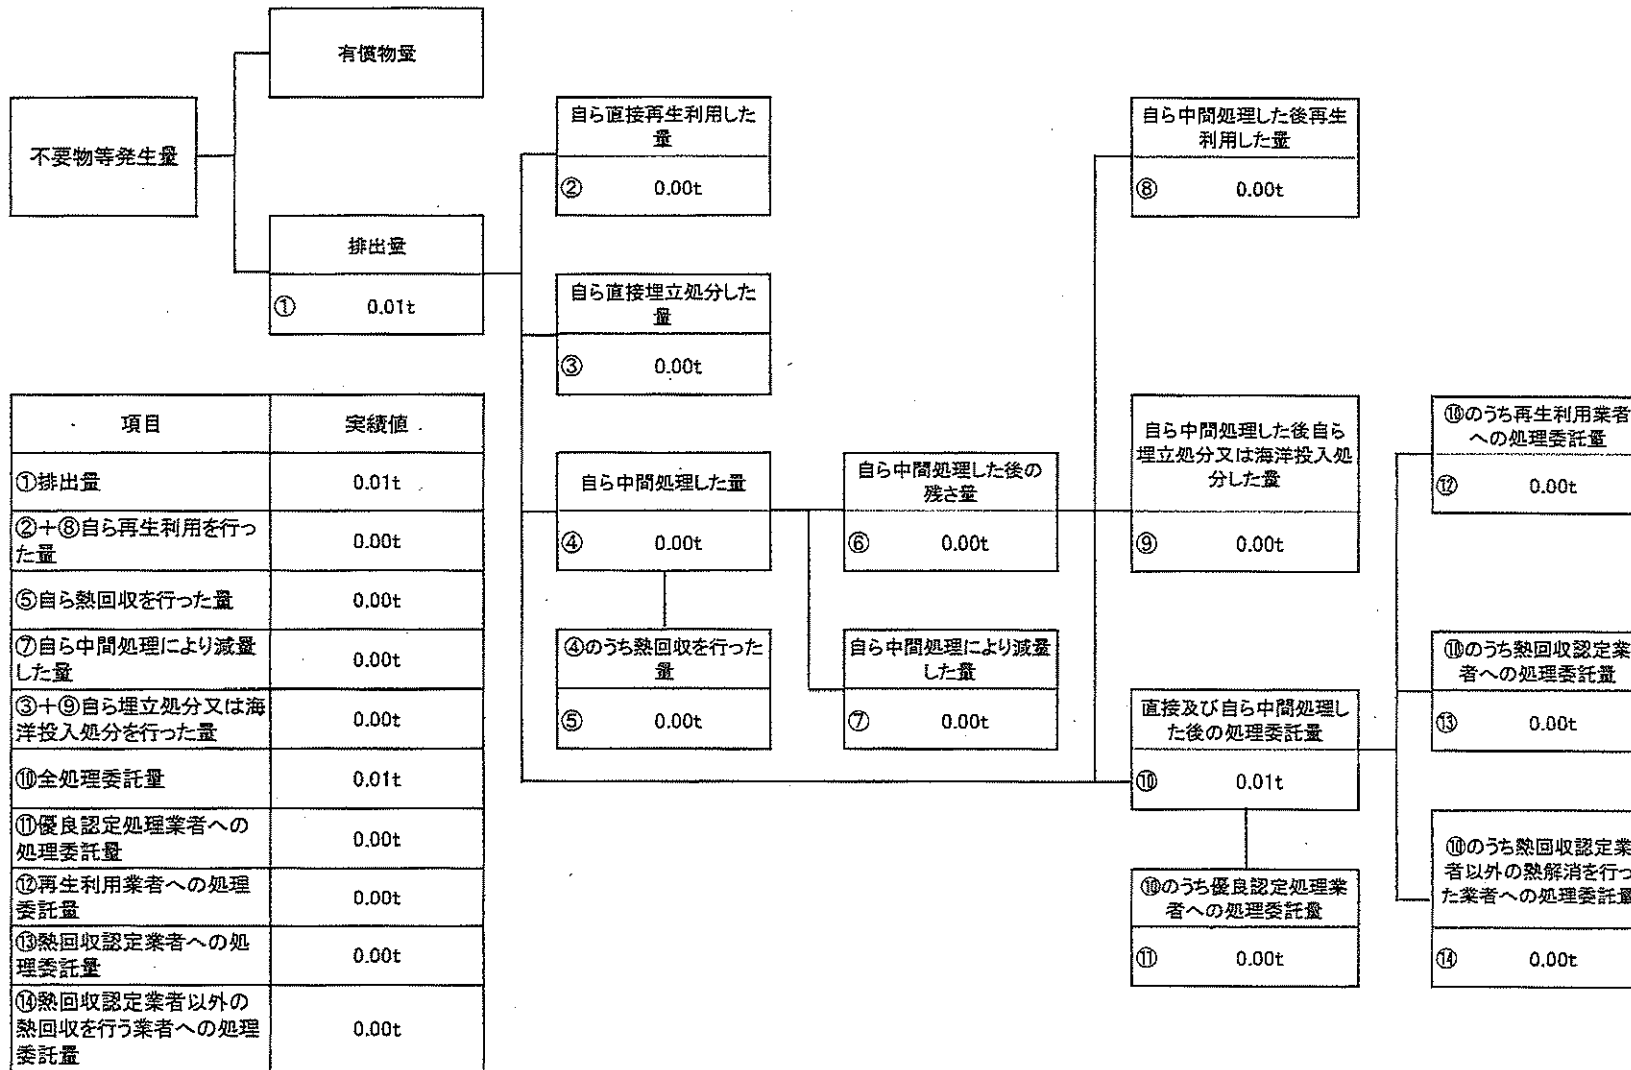 有償物量
不要物等発生量
排出量
① 0.01t
自ら直接再生利用した
量
② 0.00t
自ら直接埋立処分した
量
③ 0.00t
自ら中間処理した量
④ 0.00t
④のうち熱回収を行った
量
⑤ 0.00t
自ら中間処理した後の
残さ量
⑥ 0.00t
自ら中間処理により減量
した量
⑦ 0.00t
自ら中間処理した後再生
利用した量
⑧ 0.00t
自ら中間処理した後自ら
埋立処分又は海洋投入処
分した量
⑨ 0.00t
直接及び自ら中間処理し
た後の処理委託量
⑩ 0.01t
⑩のうち優良認定処理業
者への処理委託量
⑪ 0.00t
⑩のうち再生利用業者
への処理委託量
⑫ 0.00t
⑩のうち熱回収認定業
者への処理委託量
⑬ 0.00t
⑩のうち熱回収認定業
者以外の熱解消を行っ
た業者への処理委託量
⑭ 0.00t
項目 実績値
①排出量 0.01t
②+⑧自ら再生利用を行っ
た量 0.00t
⑤自ら熱回収を行った量 0.00t
⑦自ら中間処理により減量
した量 0.00t
③+⑨自ら埋立処分又は海
洋投入処分を行った量 0.00t
⑩全処理委託量 0.01t
⑪優良認定処理業者への
処理委託量 0.00t
⑫再生利用業者への処理
委託量 0.00t
⑬熱回収認定業者への処
理委託量 0.00t
⑭熱回収認定業者以外の
熱回収を行う業者への処理
委託量 0.00t